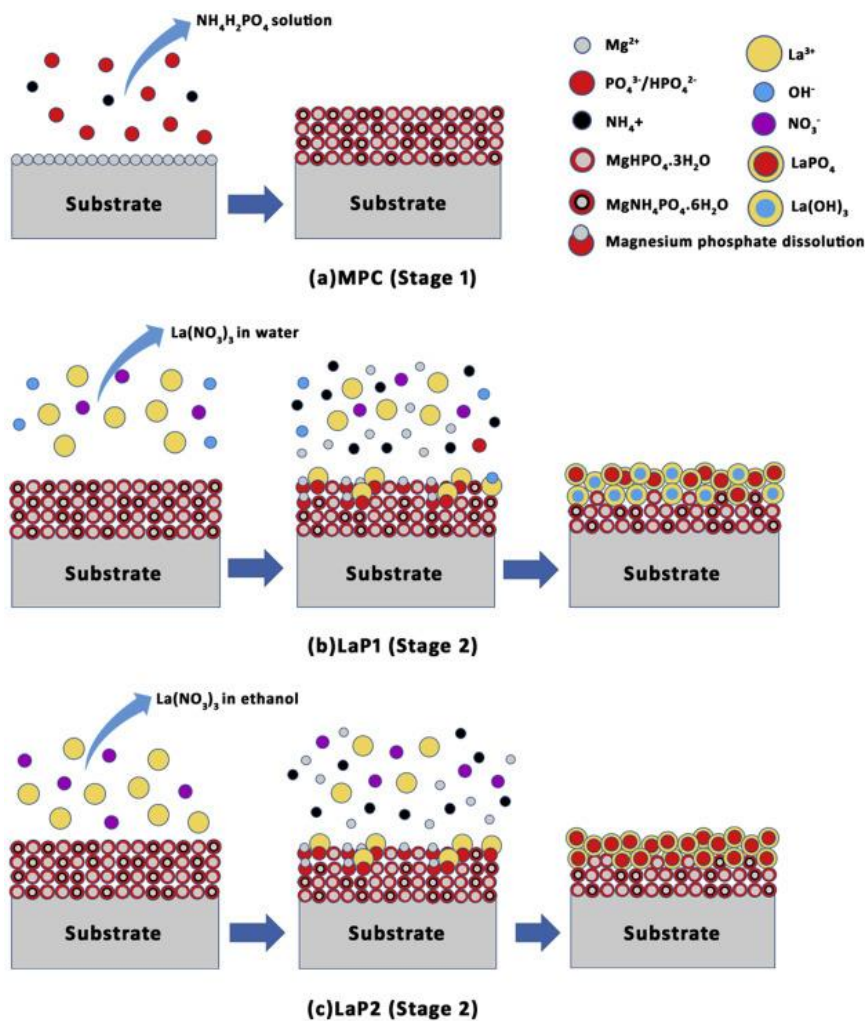 NH₄H₂PO₄ solution
Substrate
Substrate
(a)MPC (Stage 1)
Mg²⁺
PO₄³⁻/HPO₄²⁻
NH₄+
MgHPO₄.3H₂O
MgNH₄PO₄.6H₂O
Magnesium phosphate dissolution
La³⁺
OH⁻
NO₃⁻
LaPO₄
La(OH)₃
La(NO₃)₃ in water
Substrate
Substrate
Substrate
(b)LaP1 (Stage 2)
La(NO₃)₃ in ethanol
Substrate
Substrate
Substrate
(c)LaP2 (Stage 2)